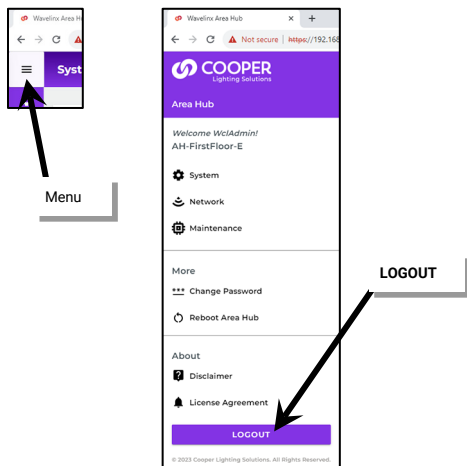 Wavelinx Area H
Syst
Menu
Wavelinx Area Hub
Not secure | https://192.168
COOPER
Lighting Solutions
Area Hub
Welcome WclAdmin!
AH-FirstFloor-E
System
Network
Maintenance
More
*** Change Password
Reboot Area Hub
About
Disclaimer
License Agreement
LOGOUT
© 2023 Cooper Lighting Solutions. All Rights Reserved.
LOGOUT